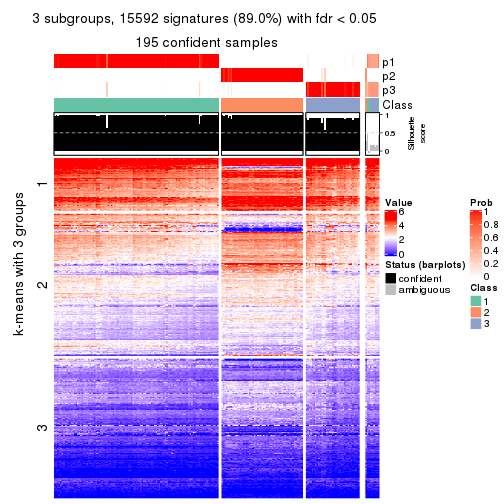 3 subgroups, 15592 signatures (89.0%) with fdr < 0.05
195 confident samples
p1
p2
p3
Class
1
0.5
0
Silhouette
score
k-means with 3 groups
1
2
3
Value
6
4
2
0
Status (barplots)
confident
ambiguous
Prob
1
0.8
0.6
0.4
0.2
0
Class
1
2
3